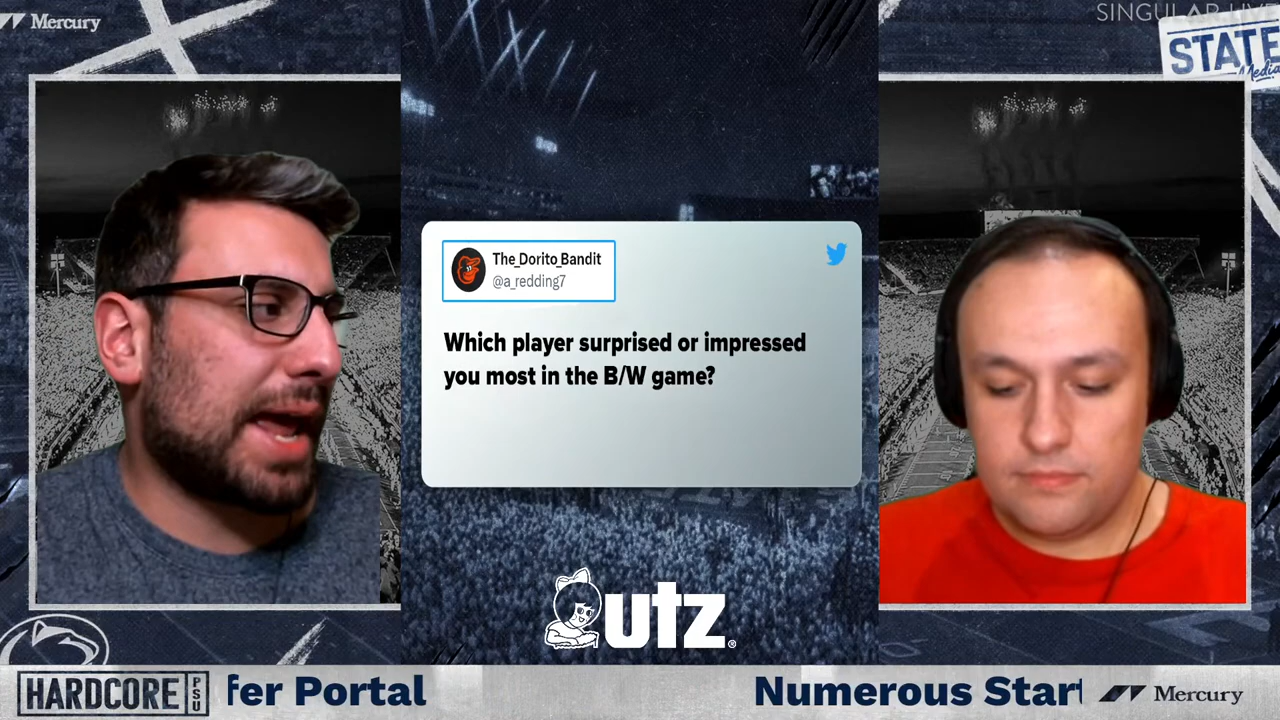 Mercury
SINGULAR.LIVE
STATE
Media
The_Dorito_Bandit
@a_redding7
Which player surprised or impressed
you most in the B/W game?
utz
HARDCORE PSU
fer Portal
Numerous Start
Mercury